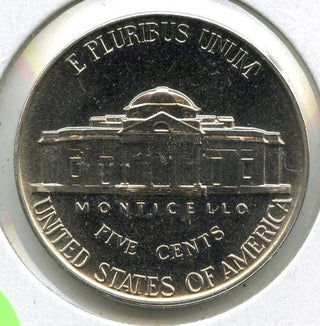 E PLURIBUS UNUM
MONTICELLO
FIVE CENTS
UNITED STATES OF AMERICA